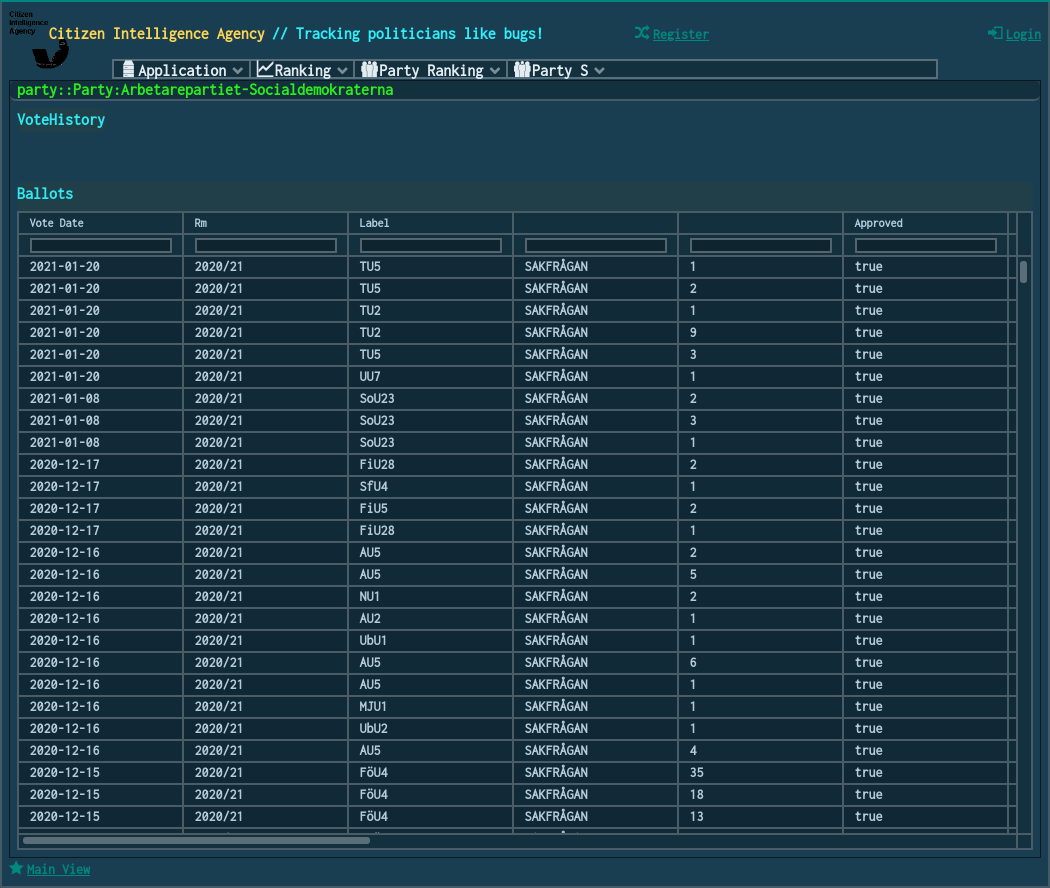 Citizen
Intelligence
Agency
Citizen Intelligence Agency // Tracking politicians like bugs!
Register
Login
Application Ranking Party Ranking Party S
party::Party:Arbetarepartiet-Socialdemokraterna
VoteHistory
Ballots
Vote Date Rm Label Approved
2021-01-20 2020/21 TU5 SAKFRÅGAN 1 true
2021-01-20 2020/21 TU5 SAKFRÅGAN 2 true
2021-01-20 2020/21 TU2 SAKFRÅGAN 1 true
2021-01-20 2020/21 TU2 SAKFRÅGAN 9 true
2021-01-20 2020/21 TU5 SAKFRÅGAN 3 true
2021-01-20 2020/21 UU7 SAKFRÅGAN 1 true
2021-01-08 2020/21 SoU23 SAKFRÅGAN 2 true
2021-01-08 2020/21 SoU23 SAKFRÅGAN 3 true
2021-01-08 2020/21 SoU23 SAKFRÅGAN 1 true
2020-12-17 2020/21 FiU28 SAKFRÅGAN 2 true
2020-12-17 2020/21 SfU4 SAKFRÅGAN 1 true
2020-12-17 2020/21 FiU5 SAKFRÅGAN 2 true
2020-12-17 2020/21 FiU28 SAKFRÅGAN 1 true
2020-12-16 2020/21 AU5 SAKFRÅGAN 2 true
2020-12-16 2020/21 AU5 SAKFRÅGAN 5 true
2020-12-16 2020/21 NU1 SAKFRÅGAN 2 true
2020-12-16 2020/21 AU2 SAKFRÅGAN 1 true
2020-12-16 2020/21 UbU1 SAKFRÅGAN 1 true
2020-12-16 2020/21 AU5 SAKFRÅGAN 6 true
2020-12-16 2020/21 AU5 SAKFRÅGAN 1 true
2020-12-16 2020/21 MJU1 SAKFRÅGAN 1 true
2020-12-16 2020/21 UbU2 SAKFRÅGAN 1 true
2020-12-16 2020/21 AU5 SAKFRÅGAN 4 true
2020-12-15 2020/21 FöU4 SAKFRÅGAN 35 true
2020-12-15 2020/21 FöU4 SAKFRÅGAN 18 true
2020-12-15 2020/21 FöU4 SAKFRÅGAN 13 true
Main View